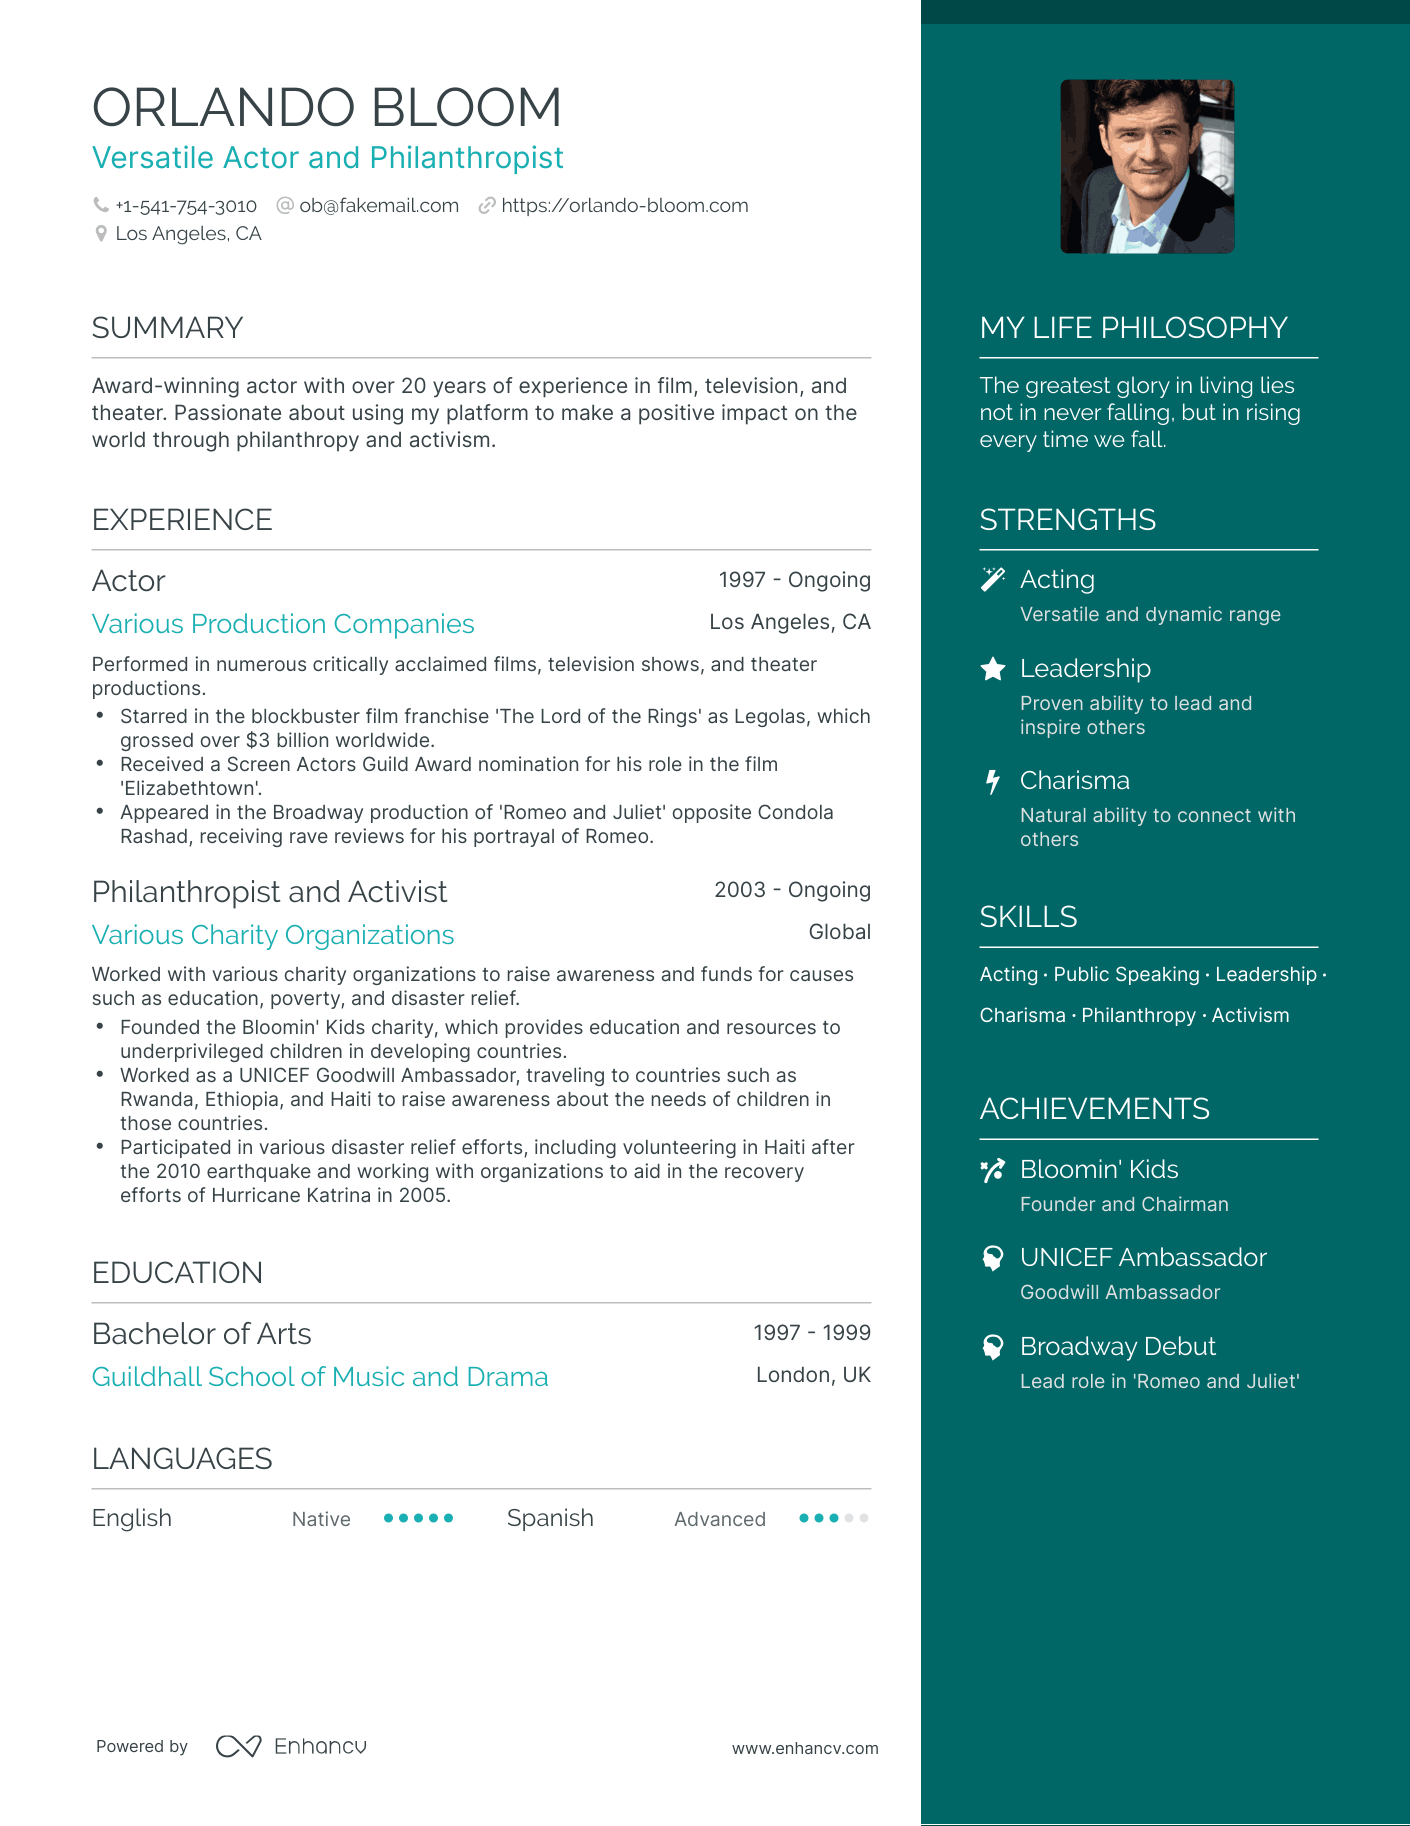 ORLANDO BLOOM
Versatile Actor and Philanthropist
+1-541-754-3010 ob@fakemail.com https://orlando-bloom.com
Los Angeles, CA
SUMMARY
Award-winning actor with over 20 years of experience in film, television, and
theater. Passionate about using my platform to make a positive impact on the
world through philanthropy and activism.
EXPERIENCE
Actor 1997 - Ongoing
Various Production Companies Los Angeles, CA
Performed in numerous critically acclaimed films, television shows, and theater
productions.
• Starred in the blockbuster film franchise 'The Lord of the Rings' as Legolas, which
grossed over $3 billion worldwide.
• Received a Screen Actors Guild Award nomination for his role in the film
'Elizabethtown'.
• Appeared in the Broadway production of 'Romeo and Juliet' opposite Condola
Rashad, receiving rave reviews for his portrayal of Romeo.
Philanthropist and Activist 2003 - Ongoing
Various Charity Organizations Global
Worked with various charity organizations to raise awareness and funds for causes
such as education, poverty, and disaster relief.
• Founded the Bloomin' Kids charity, which provides education and resources to
underprivileged children in developing countries.
• Worked as a UNICEF Goodwill Ambassador, traveling to countries such as
Rwanda, Ethiopia, and Haiti to raise awareness about the needs of children in
those countries.
• Participated in various disaster relief efforts, including volunteering in Haiti after
the 2010 earthquake and working with organizations to aid in the recovery
efforts of Hurricane Katrina in 2005.
EDUCATION
Bachelor of Arts 1997 - 1999
Guildhall School of Music and Drama London, UK
LANGUAGES
English Native Spanish Advanced
MY LIFE PHILOSOPHY
The greatest glory in living lies
not in never falling, but in rising
every time we fall.
STRENGTHS
Acting
Versatile and dynamic range
Leadership
Proven ability to lead and
inspire others
Charisma
Natural ability to connect with
others
SKILLS
Acting · Public Speaking · Leadership ·
Charisma · Philanthropy · Activism
ACHIEVEMENTS
Bloomin' Kids
Founder and Chairman
UNICEF Ambassador
Goodwill Ambassador
Broadway Debut
Lead role in 'Romeo and Juliet'
Powered by Enhancv www.enhancv.com